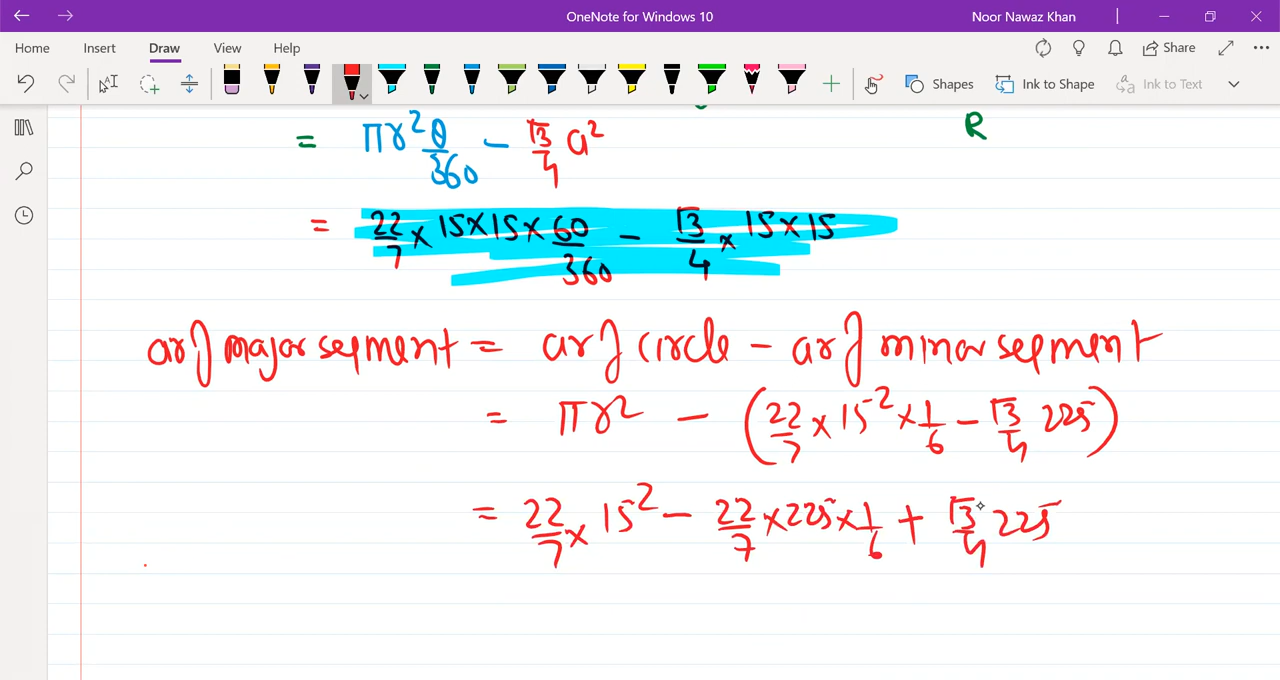 OneNote for Windows 10
Noor Nawaz Khan
Home Insert Draw View Help Share
Shapes Ink to Shape Ink to Text
R
= πr² θ/360 - √3/4 a²
= 22/7 × 15×15× 60/360 - √3/4 × 15×15
ar of major segment = ar of circle - ar of minor segment
= πr² - (22/7 × 15² × 1/6 - √3/4 225)
= 22/7 × 15² - 22/7 × 225 × 1/6 + √3/4 225